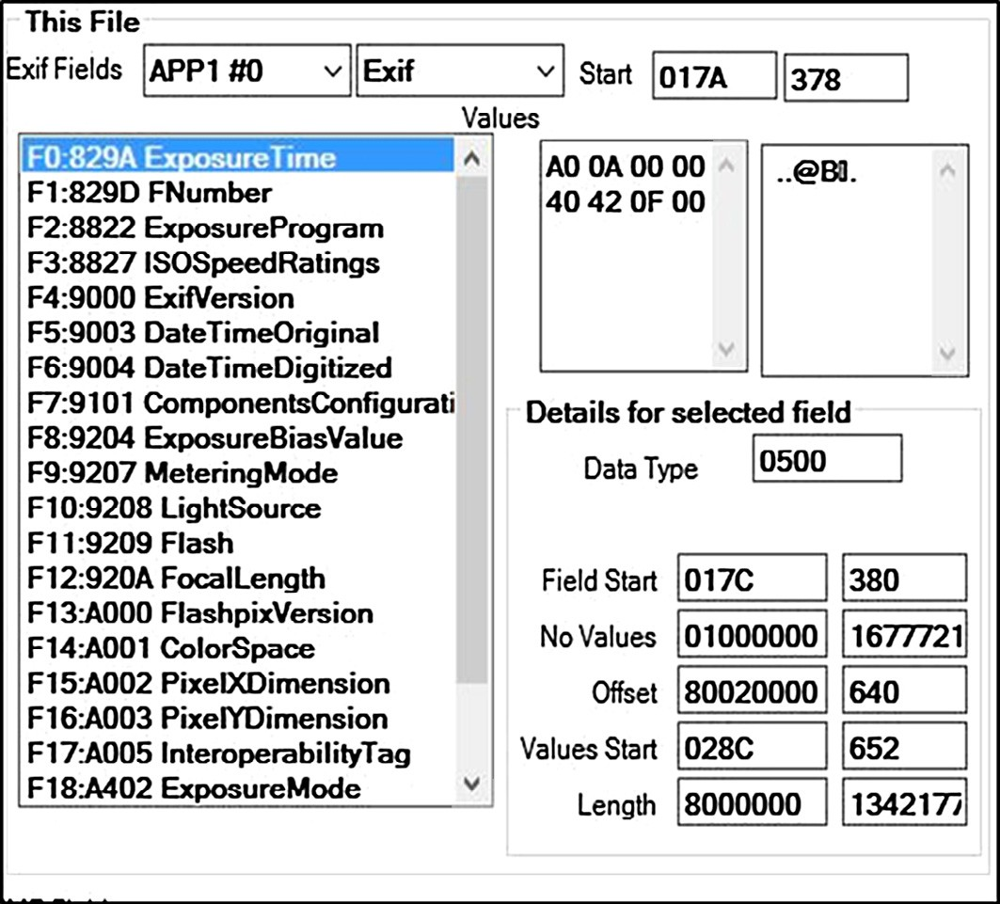 This File
Exif Fields APP1 #0 Exif Start 017A 378
Values
F0:829A ExposureTime
F1:829D FNumber
F2:8822 ExposureProgram
F3:8827 ISOSpeedRatings
F4:9000 ExifVersion
F5:9003 DateTimeOriginal
F6:9004 DateTimeDigitized
F7:9101 ComponentsConfigurati
F8:9204 ExposureBiasValue
F9:9207 MeteringMode
F10:9208 LightSource
F11:9209 Flash
F12:920A FocalLength
F13:A000 FlashpixVersion
F14:A001 ColorSpace
F15:A002 PixelXDimension
F16:A003 PixelYDimension
F17:A005 InteroperabilityTag
F18:A402 ExposureMode
A0 0A 00 00
40 42 0F 00
Details for selected field
Data Type 0500
Field Start 017C 380
No Values 01000000 1677721
Offset 80020000 640
Values Start 028C 652
Length 8000000 1342177